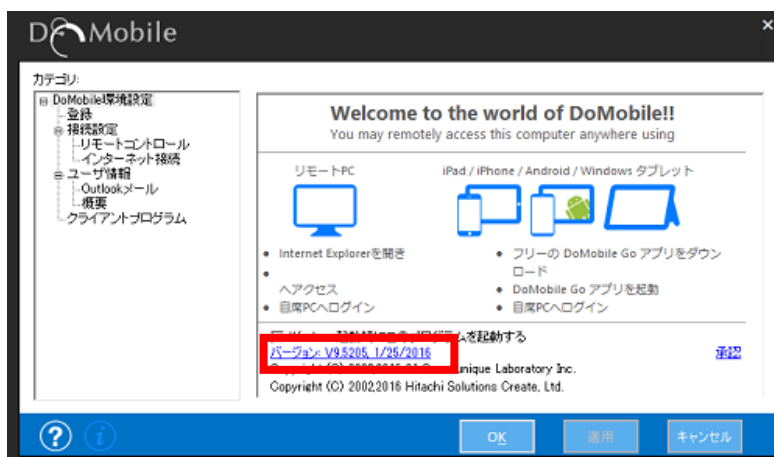 DoMobile
×
カテゴリ:
DoMobile環境設定
登録
接続設定
リモートコントロール
インターネット接続
ユーザ情報
Outlookメール
概要
クライアントプログラム
Welcome to the world of DoMobile!!
You may remotely access this computer anywhere using
リモートPC
iPad / iPhone / Android / Windows タブレット
• Internet Explorerを開き
•
へアクセス
• 自席PCへログイン
• フリーの DoMobile Go アプリをダウン
ロード
• DoMobile Go アプリを起動
• 自席PCへログイン
を起動する
バージョン: V9.5205, 1/25/2016
承認
unique Laboratory Inc.
Copyright (C) 2002,2016 Hitachi Solutions Create, Ltd.
? i
OK
適用
キャンセル